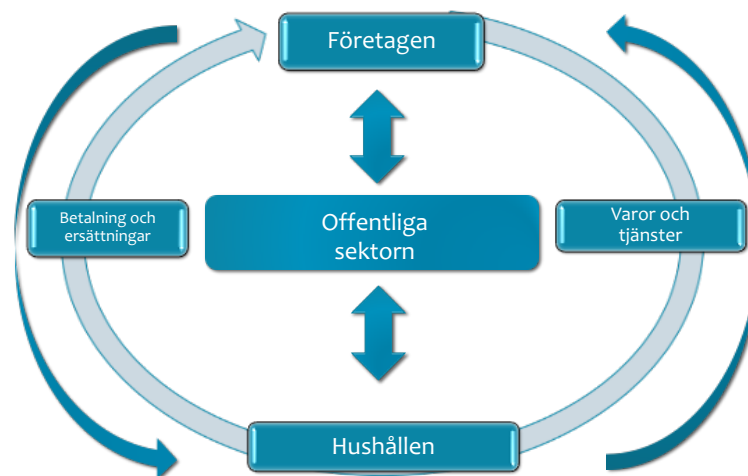 Företagen
Betalning och
ersättningar
Offentliga
sektorn
Varor och
tjänster
Hushållen